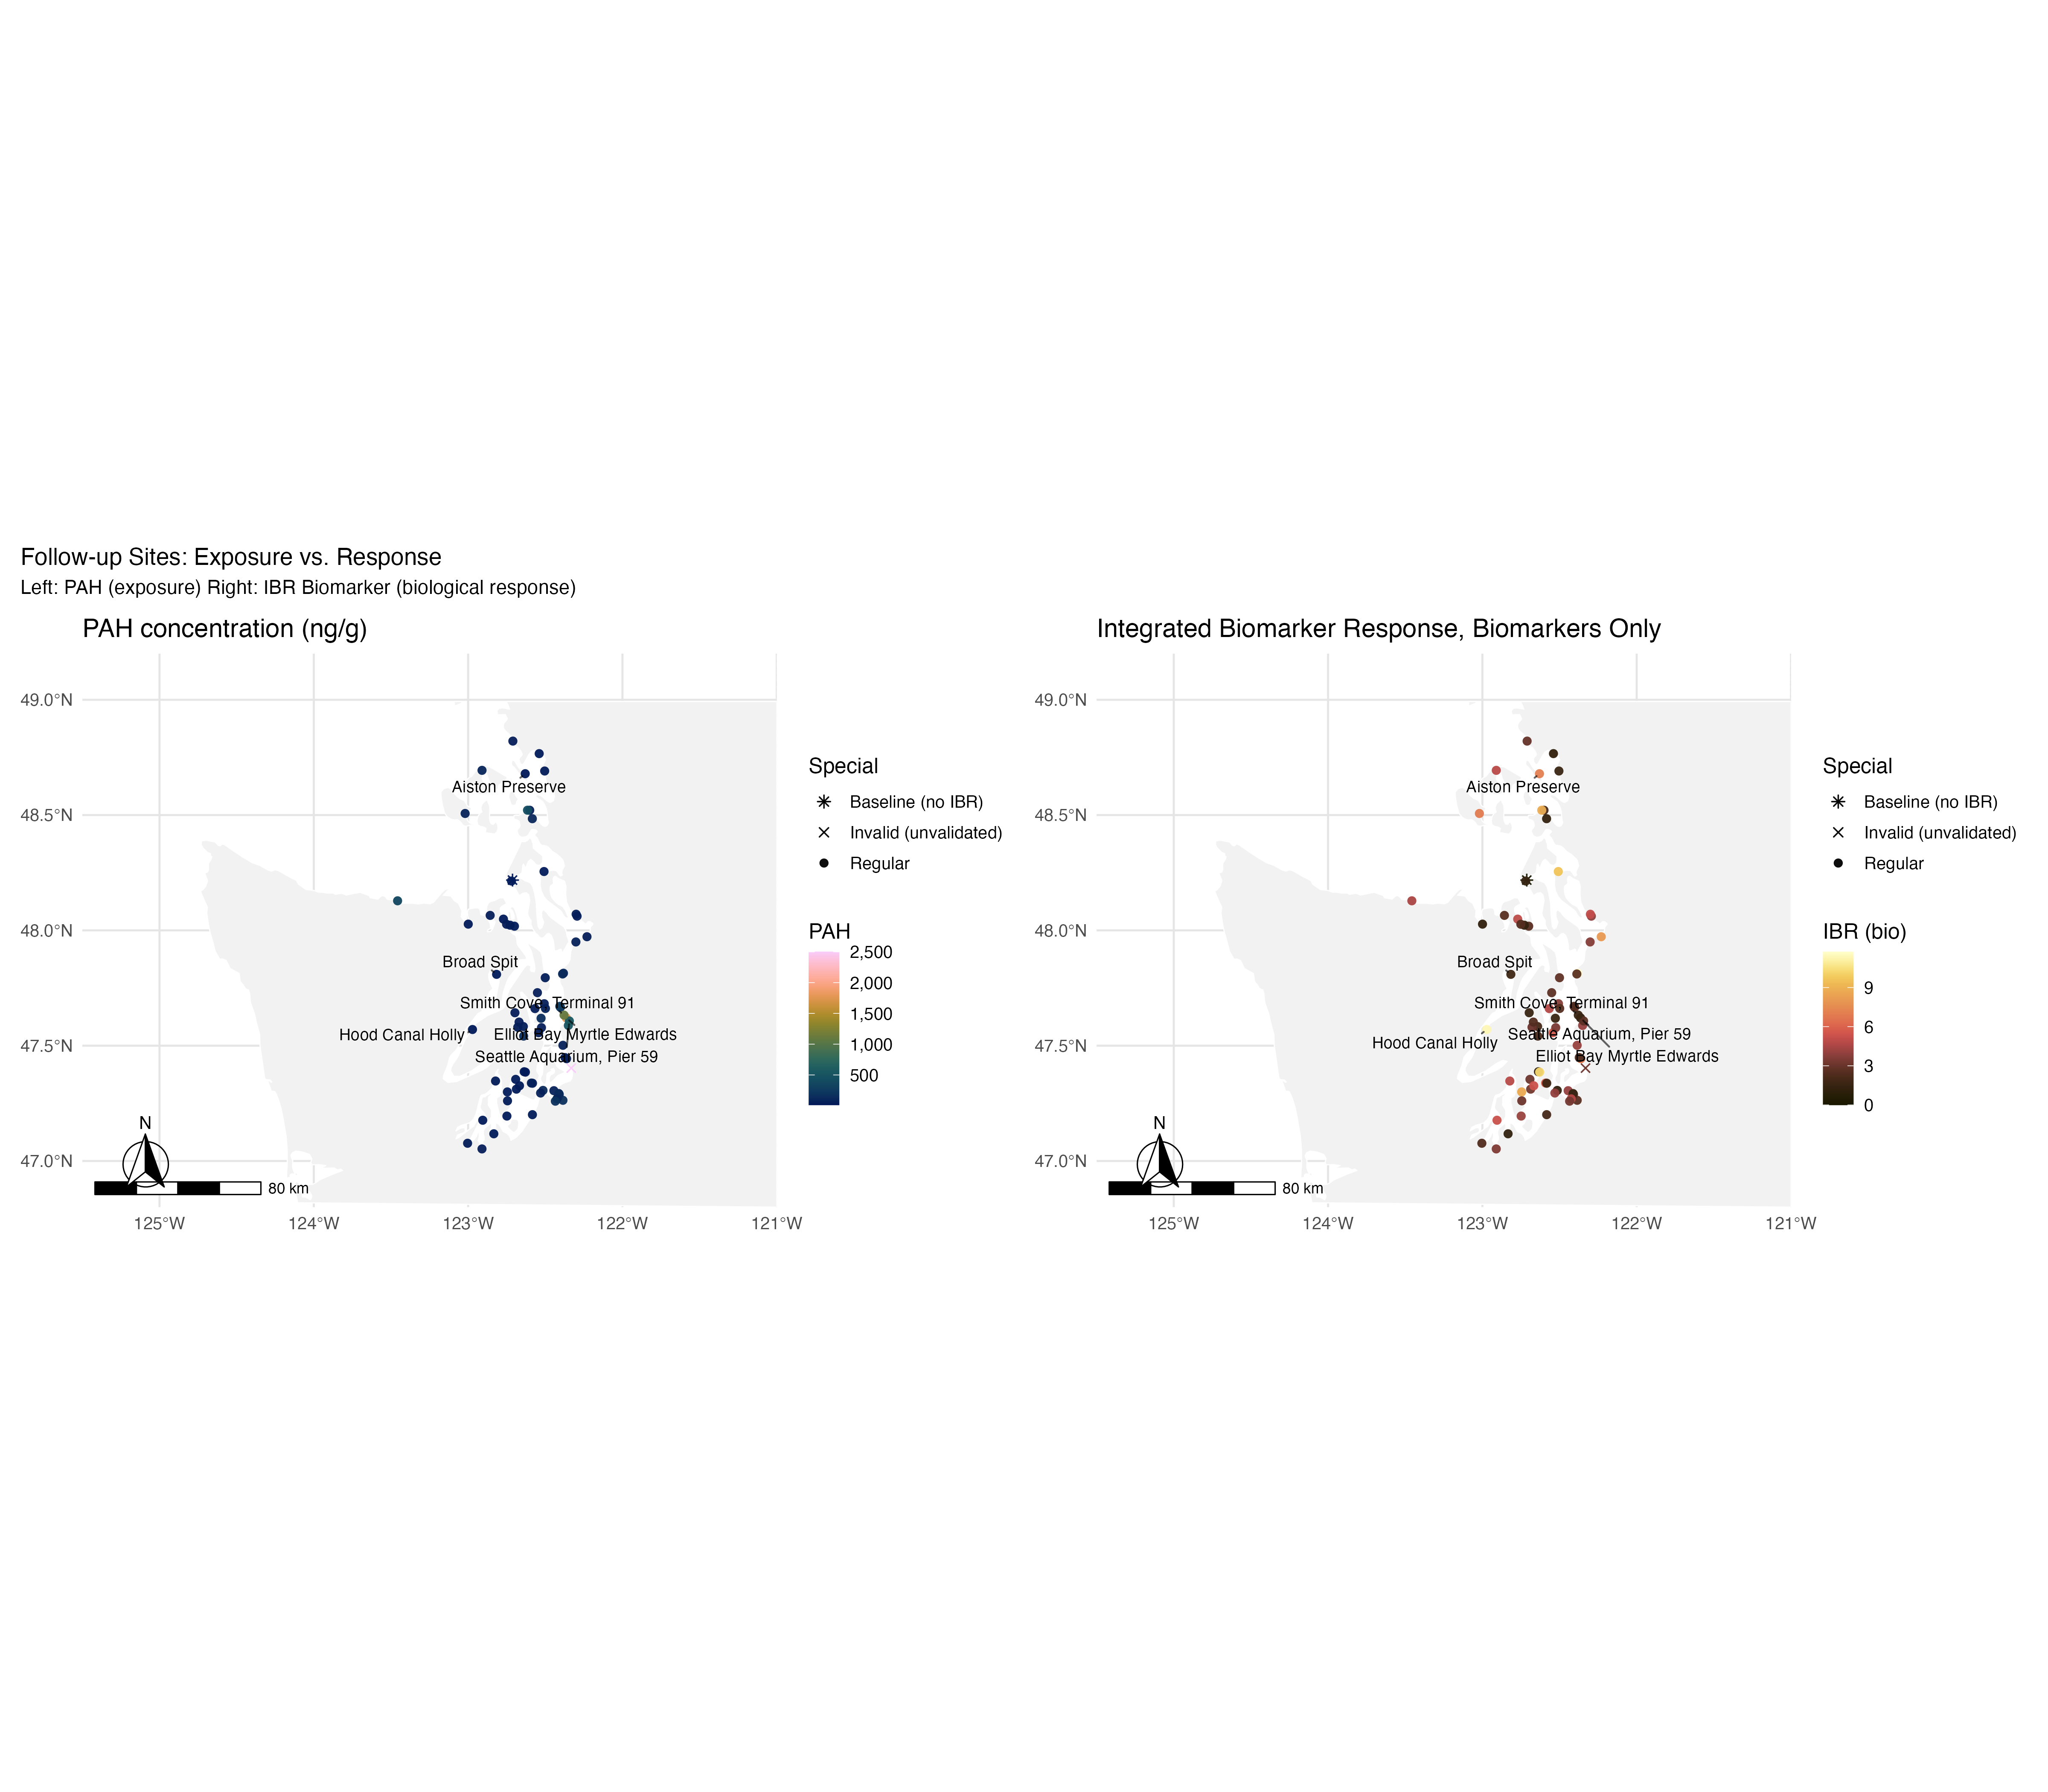 Follow-up Sites: Exposure vs. Response
Left: PAH (exposure) Right: IBR Biomarker (biological response)
PAH concentration (ng/g)
49.0°N
48.5°N
48.0°N
47.5°N
47.0°N
Aiston Preserve
Broad Spit
Smith Cove, Terminal 91
Hood Canal Holly
Elliot Bay Myrtle Edwards
Seattle Aquarium, Pier 59
N
80 km
125°W
124°W
123°W
122°W
121°W
Special
Baseline (no IBR)
Invalid (unvalidated)
Regular
PAH
2,500
2,000
1,500
1,000
500
Integrated Biomarker Response, Biomarkers Only
49.0°N
48.5°N
48.0°N
47.5°N
47.0°N
Aiston Preserve
Broad Spit
Smith Cove, Terminal 91
Seattle Aquarium, Pier 59
Hood Canal Holly
Elliot Bay Myrtle Edwards
N
80 km
125°W
124°W
123°W
122°W
121°W
Special
Baseline (no IBR)
Invalid (unvalidated)
Regular
IBR (bio)
9
6
3
0